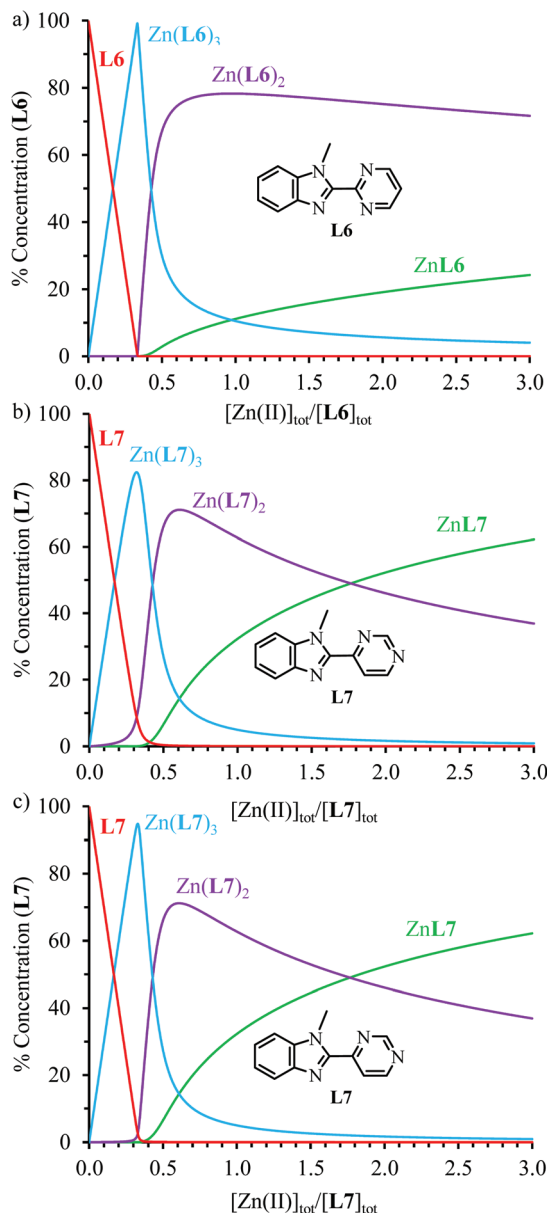 a)
% Concentration (L6)
100
80
60
40
20
0
L6
Zn(L6)₃
Zn(L6)₂
ZnL6
N
N
N
N
L6
0.0 0.5 1.0 1.5 2.0 2.5 3.0
[Zn(II)]tot/[L6]tot
b)
% Concentration (L7)
100
80
60
40
20
0
L7
Zn(L7)₃
Zn(L7)₂
ZnL7
N
N
N
N
L7
0.0 0.5 1.0 1.5 2.0 2.5 3.0
[Zn(II)]tot/[L7]tot
c)
% Concentration (L7)
100
80
60
40
20
0
L7
Zn(L7)₃
Zn(L7)₂
ZnL7
N
N
N
N
L7
0.0 0.5 1.0 1.5 2.0 2.5 3.0
[Zn(II)]tot/[L7]tot